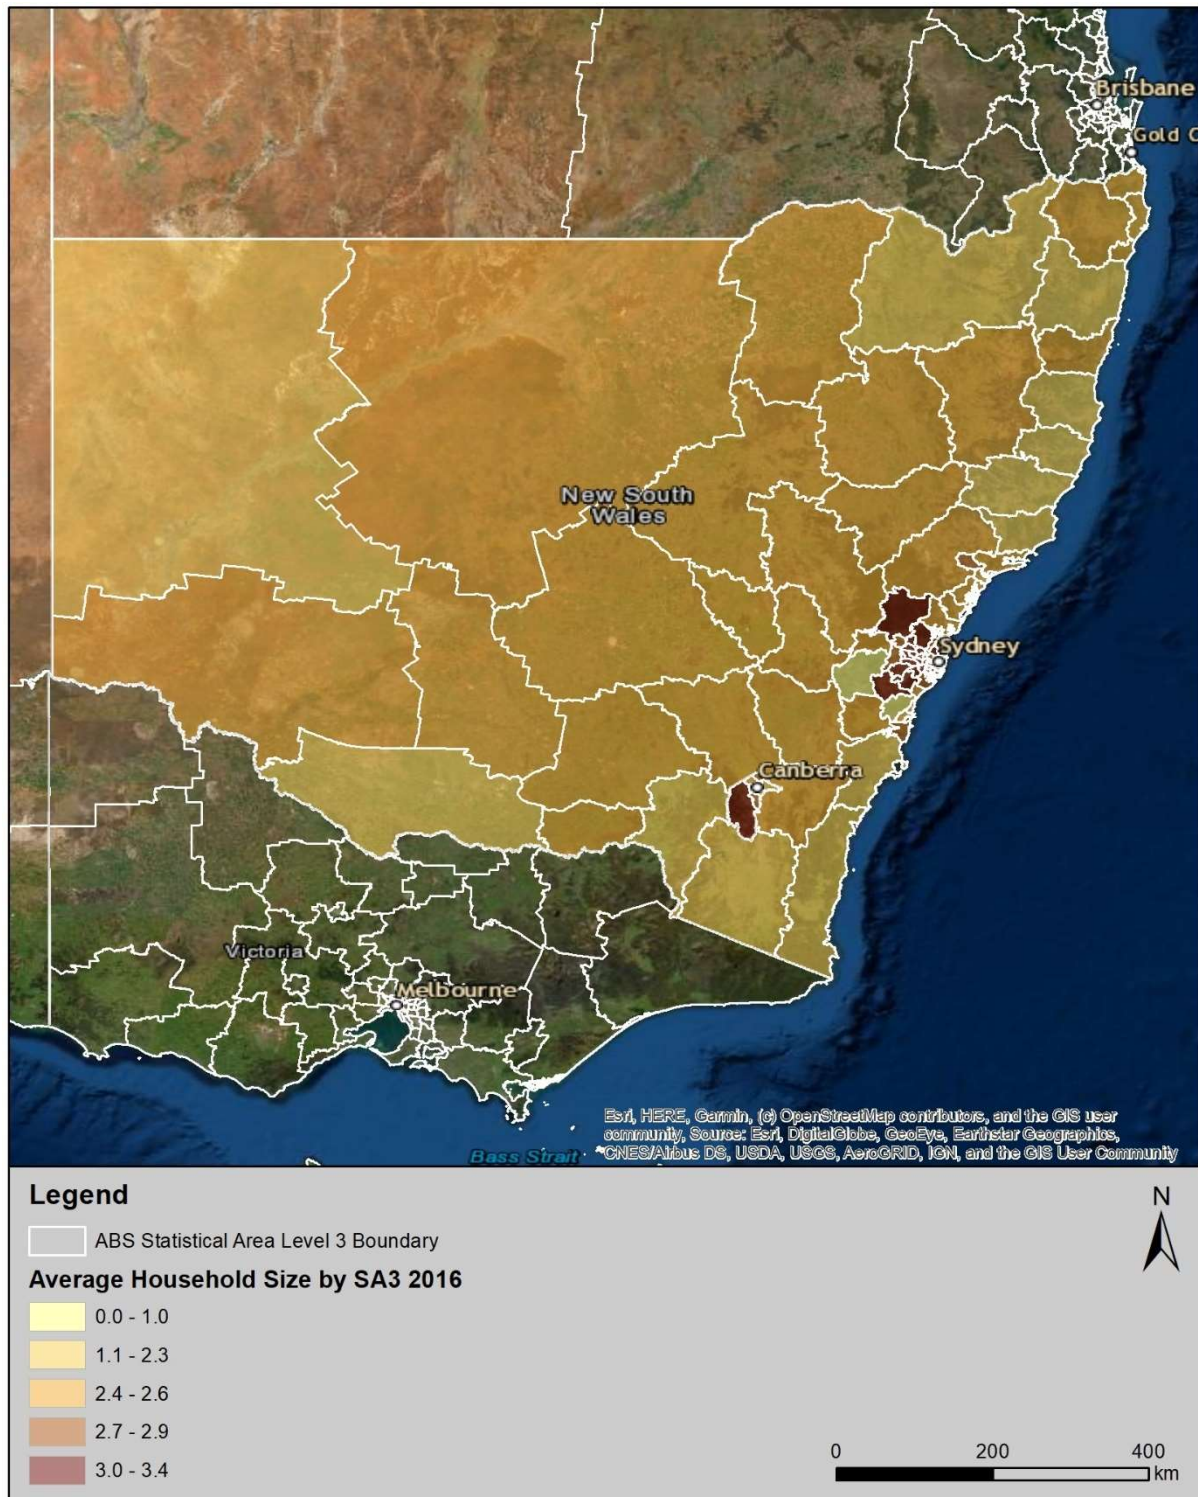 Brisbane
Gold C
New South
Wales
Sydney
Canberra
Victoria
Melbourne
Bass Strait
Esri, HERE, Garmin, (c) OpenStreetMap contributors, and the GIS user
community, Source: Esri, DigitalGlobe, GeoEye, Earthstar Geographics,
CNES/Airbus DS, USDA, USGS, AeroGRID, IGN, and the GIS User Community
Legend
N
ABS Statistical Area Level 3 Boundary
Average Household Size by SA3 2016
0.0 - 1.0
1.1 - 2.3
2.4 - 2.6
2.7 - 2.9
3.0 - 3.4
0 200 400
km